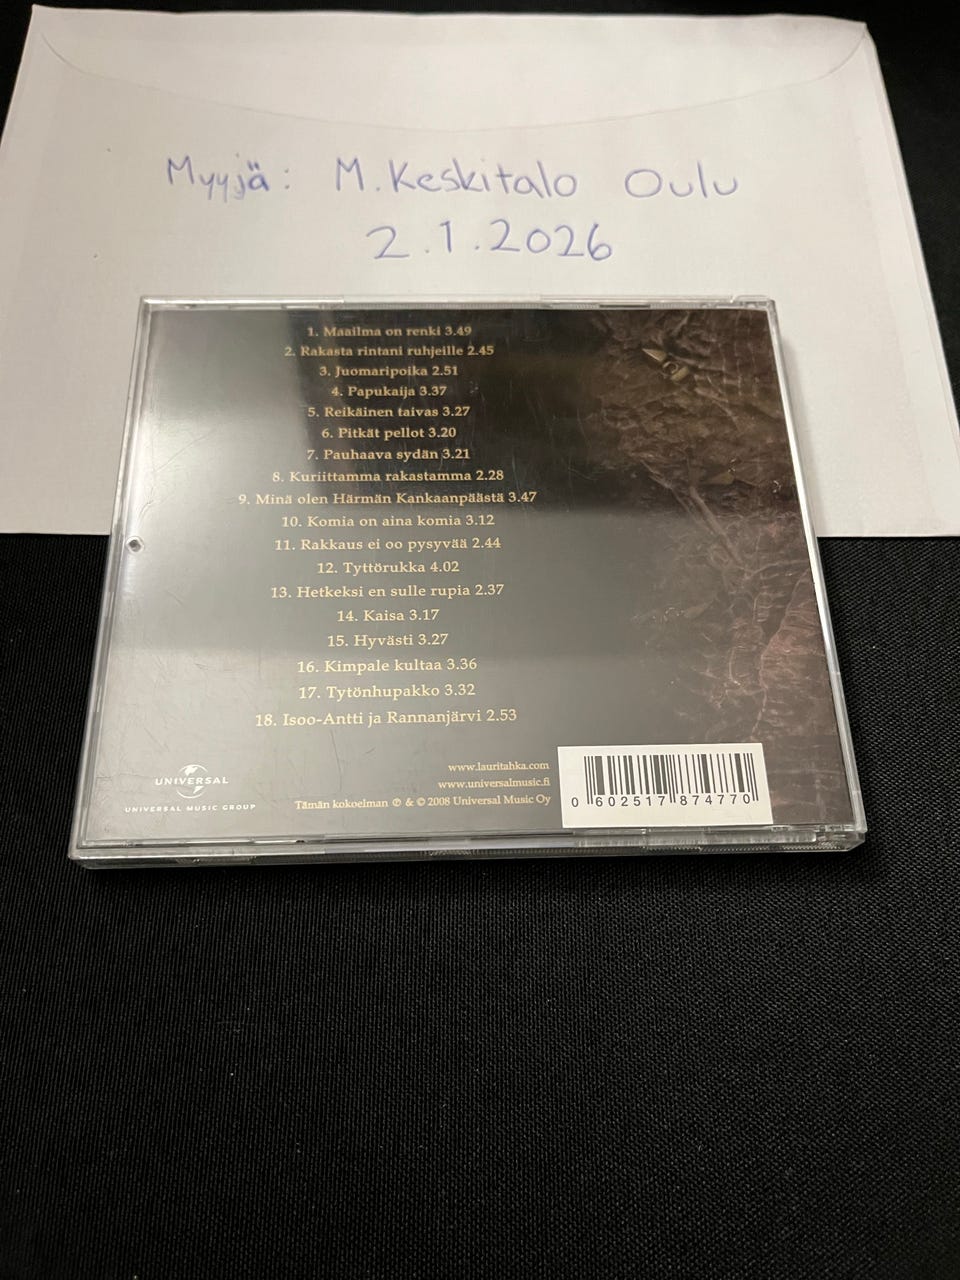 Myyjä: M. Keskitalo Oulu
2.1.2026
1. Maailma on renki 3.49
2. Rakasta rintani ruhjeille 2.45
3. Juomaripoika 2.51
4. Papukaija 3.37
5. Reikäinen taivas 3.27
6. Pitkät pellot 3.20
7. Pauhaava sydän 3.21
8. Kuriittamma rakastamma 2.28
9. Minä olen Härmän Kankaanpäästä 3.47
10. Komia on aina komia 3.12
11. Rakkaus ei oo pysyvää 2.44
12. Tyttörukka 4.02
13. Hetkeksi en sulle rupia 2.37
14. Kaisa 3.17
15. Hyvästi 3.27
16. Kimpale kultaa 3.36
17. Tytönhupakko 3.32
18. Isoo-Antti ja Rannanjärvi 2.53
UNIVERSAL
UNIVERSAL MUSIC GROUP
www.lauritahka.com
www.universalmusic.fi
Tämän kokoelman ℗ & © 2008 Universal Music Oy
0 602517 874770